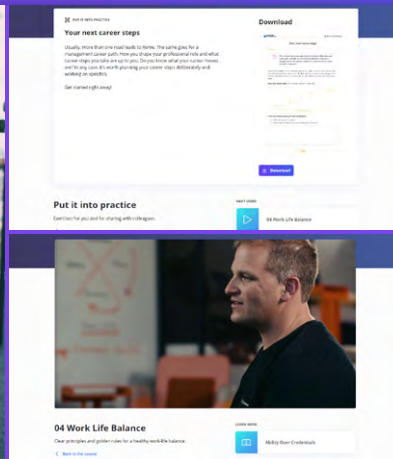 PUT IT INTO PRACTICE
Your next career steps
Usually, more than one road leads to Rome. The same goes for a
management career path. How you shape your professional role and what
career steps you take are up to you. Do you know what your career moves
and? In any case, it's worth planning your career steps deliberately and
working on specifics.
Get started right away!
Download
Your next career steps
Download
Put it into practice
Exercises for you and for sharing with colleagues.
NEXT VIDEO
04 Work Life Balance
04 Work Life Balance
Clear principles and golden rules for a healthy work-life balance.
Back to the course
LEARN MORE
Ability Over Credentials